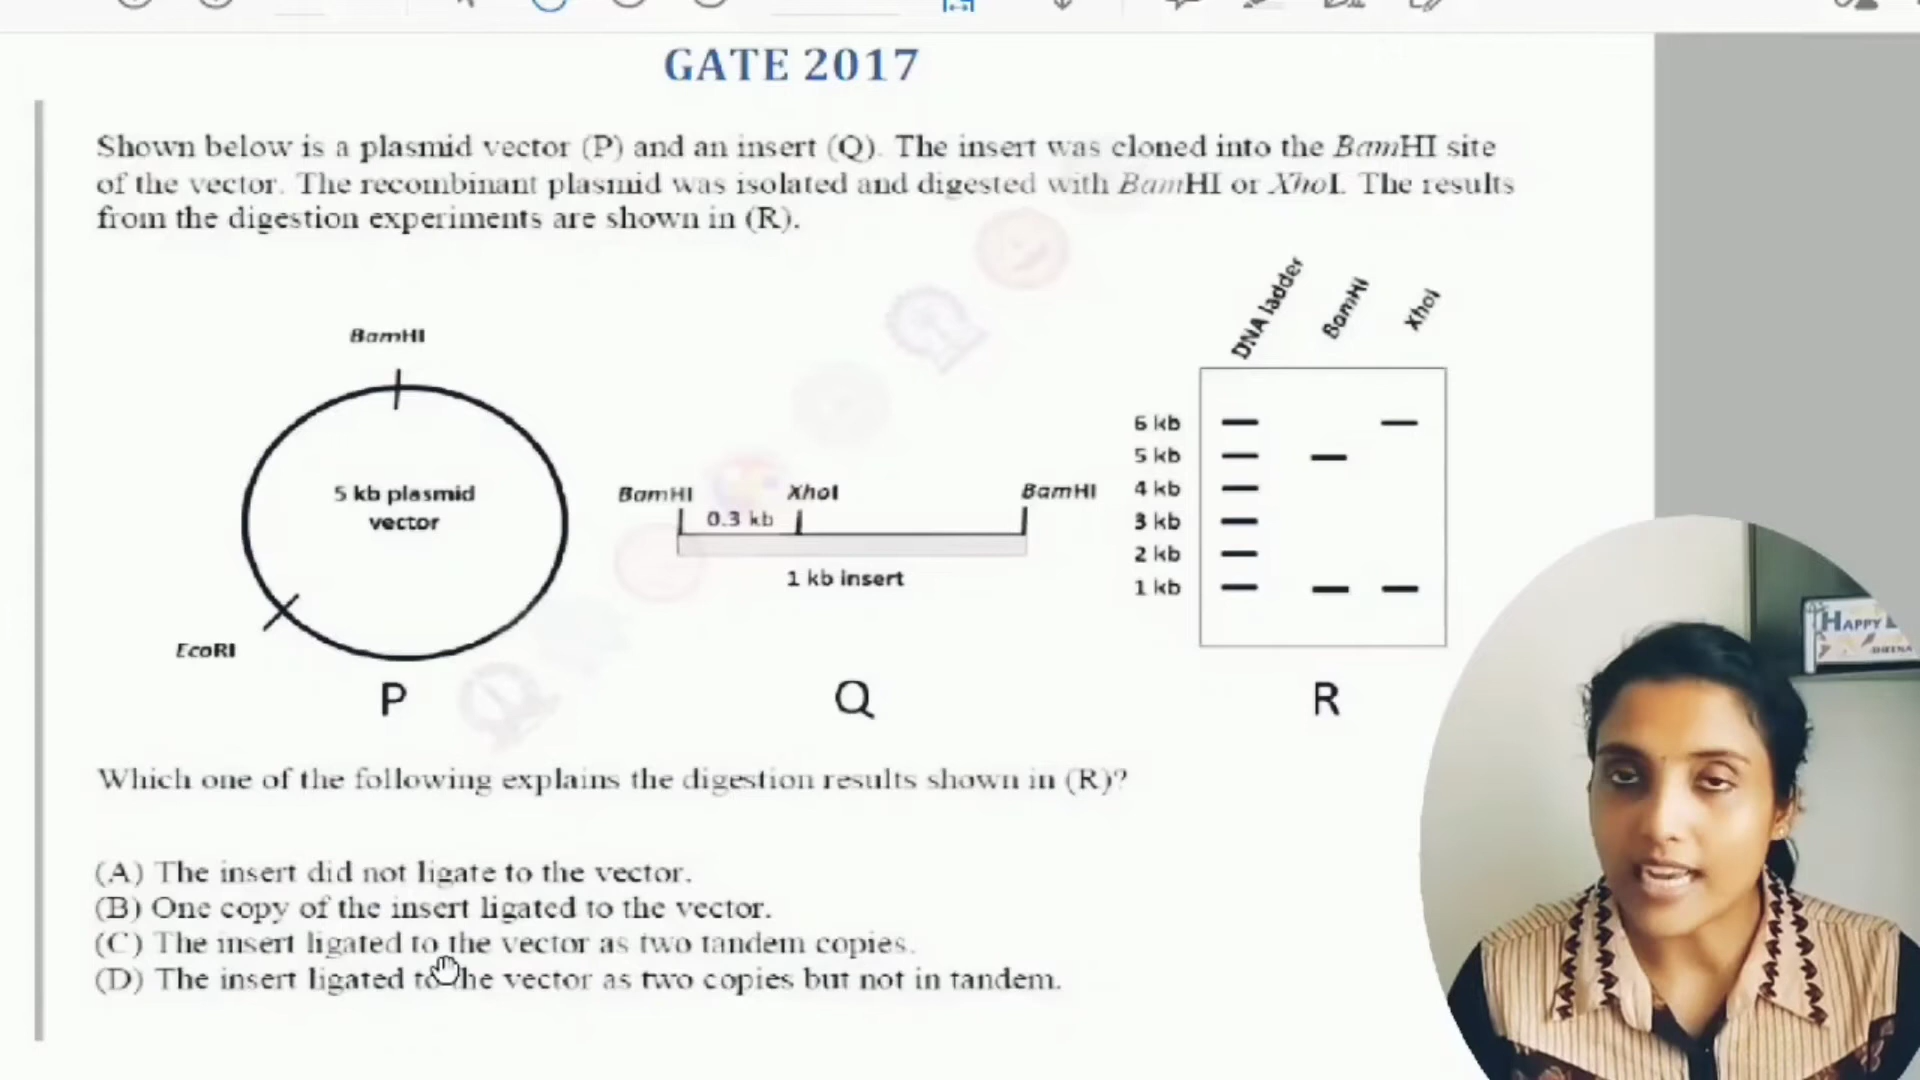 GATE 2017
Shown below is a plasmid vector (P) and an insert (Q). The insert was cloned into the BamHI site
of the vector. The recombinant plasmid was isolated and digested with BamHI or XhoI. The results
from the digestion experiments are shown in (R).
DNA ladder
BamHI
XhoI
BamHI
5 kb plasmid
vector
EcoRI
P
BamHI
XhoI
BamHI
0.3 kb
1 kb insert
Q
6 kb
5 kb
4 kb
3 kb
2 kb
1 kb
R
HAPPY
Which one of the following explains the digestion results shown in (R)?
(A) The insert did not ligate to the vector.
(B) One copy of the insert ligated to the vector.
(C) The insert ligated to the vector as two tandem copies.
(D) The insert ligated to the vector as two copies but not in tandem.